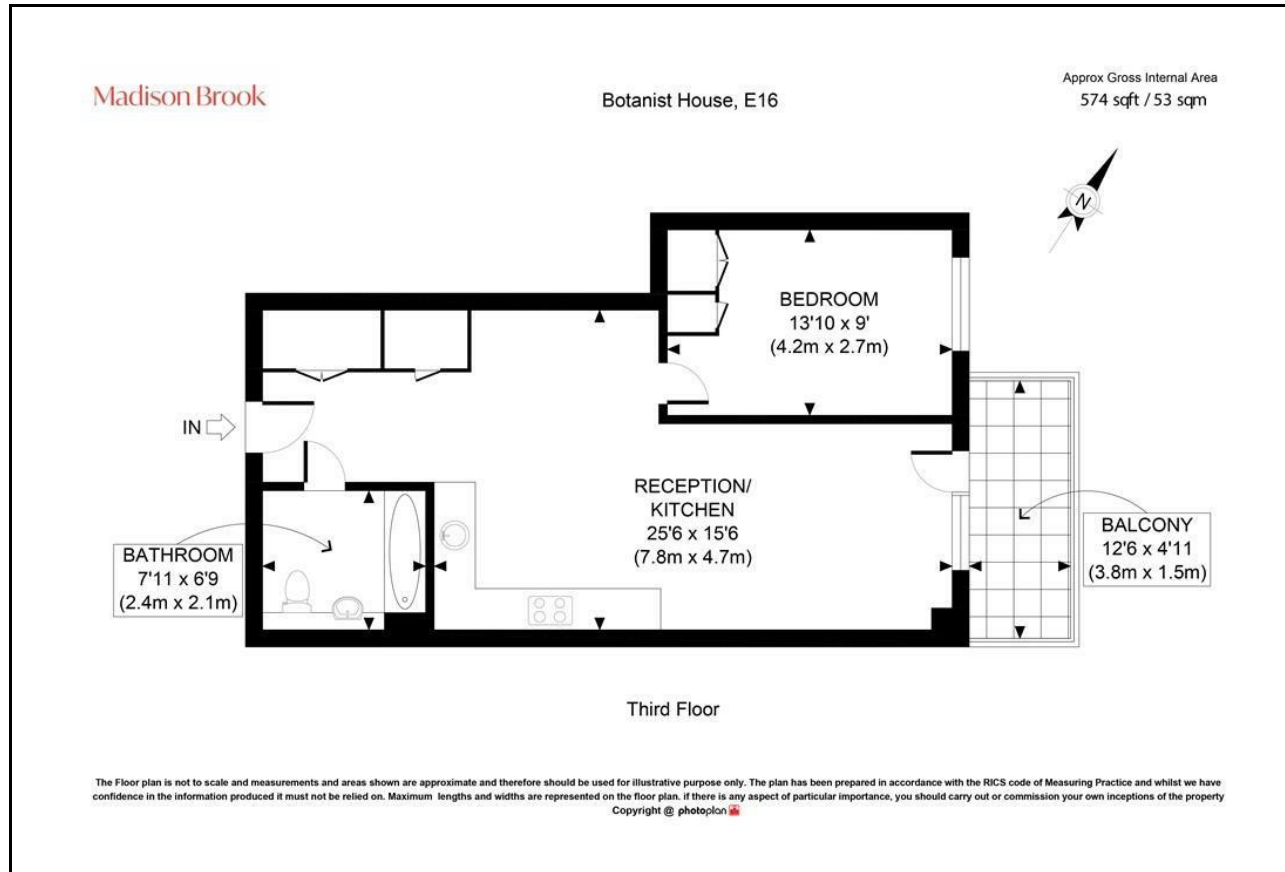 Madison Brook
Botanist House, E16
Approx Gross Internal Area
574 sqft / 53 sqm
N
BEDROOM
13'10 x 9'
(4.2m x 2.7m)
IN
RECEPTION/
KITCHEN
25'6 x 15'6
(7.8m x 4.7m)
BATHROOM
7'11 x 6'9
(2.4m x 2.1m)
BALCONY
12'6 x 4'11
(3.8m x 1.5m)
Third Floor
The Floor plan is not to scale and measurements and areas shown are approximate and therefore should be used for illustrative purpose only. The plan has been prepared in accordance with the RICS code of Measuring Practice and whilst we have
confidence in the information produced it must not be relied on. Maximum lengths and widths are represented on the floor plan. if there is any aspect of particular importance, you should carry out or commission your own inceptions of the property
Copyright @ photoplan